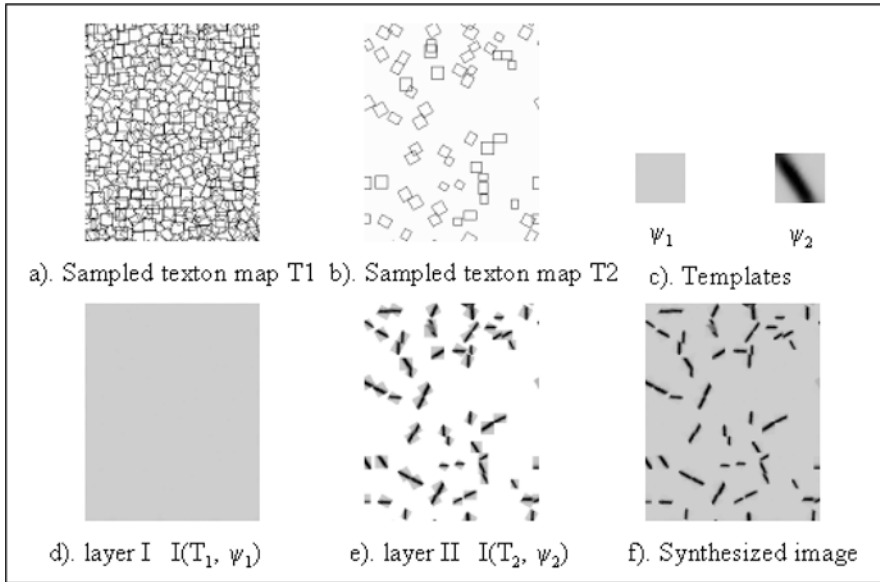 ψ₁
ψ₂
a). Sampled texton map T1
b). Sampled texton map T2
c). Templates
d). layer I I(T₁, ψ₁)
e). layer II I(T₂, ψ₂)
f). Synthesized image